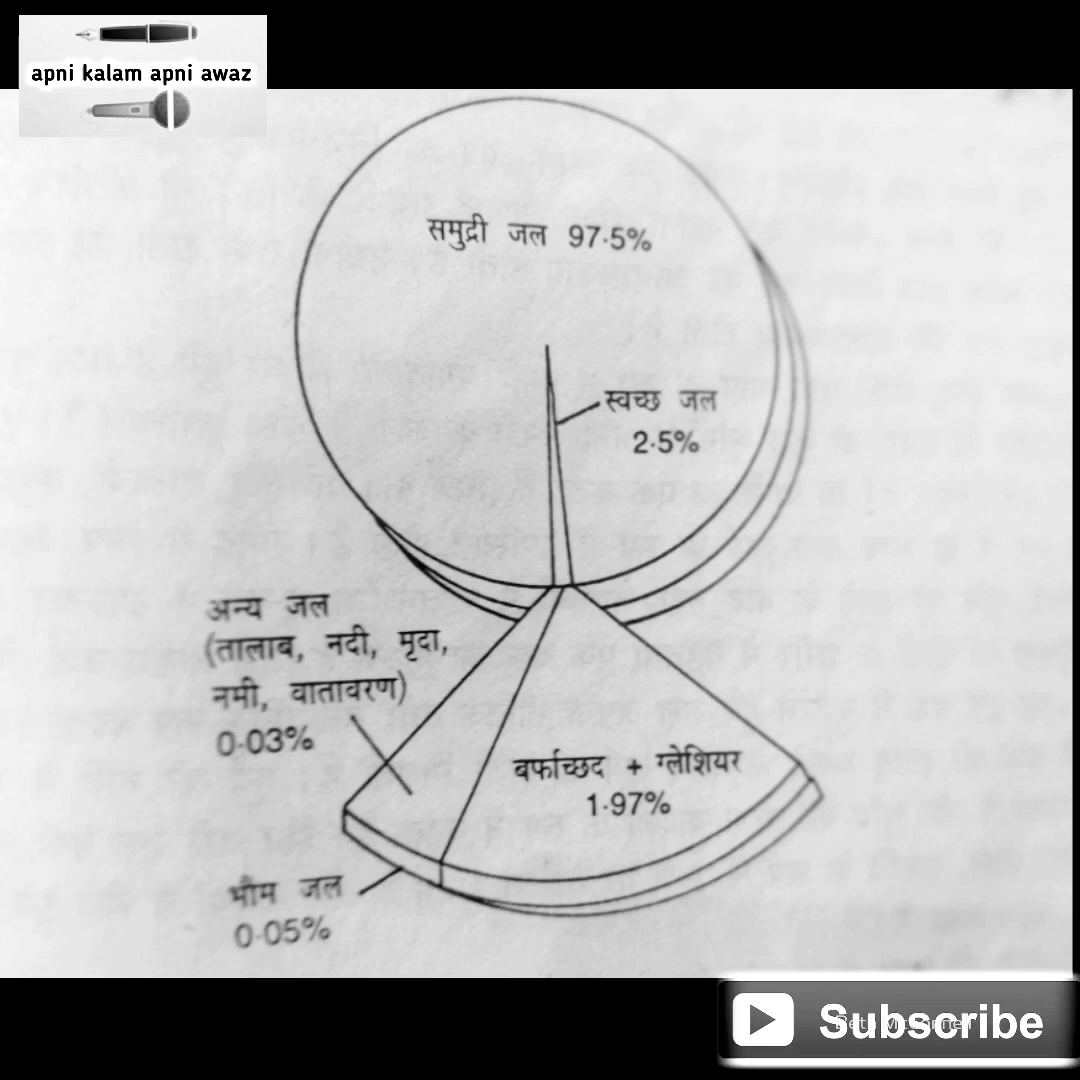 apni kalam apni awaz
समुद्री जल 97·5%
स्वच्छ जल
2·5%
अन्य जल
(तालाब, नदी, मृदा,
नमी, वातावरण)
0·03%
बर्फाच्छद + ग्लेशियर
1·97%
भौम जल
0·05%
Subscribe